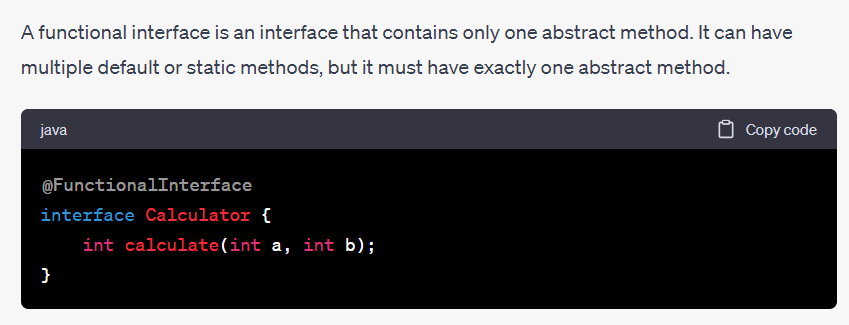 A functional interface is an interface that contains only one abstract method. It can have
multiple default or static methods, but it must have exactly one abstract method.
java
Copy code
@FunctionalInterface
interface Calculator {
    int calculate(int a, int b);
}